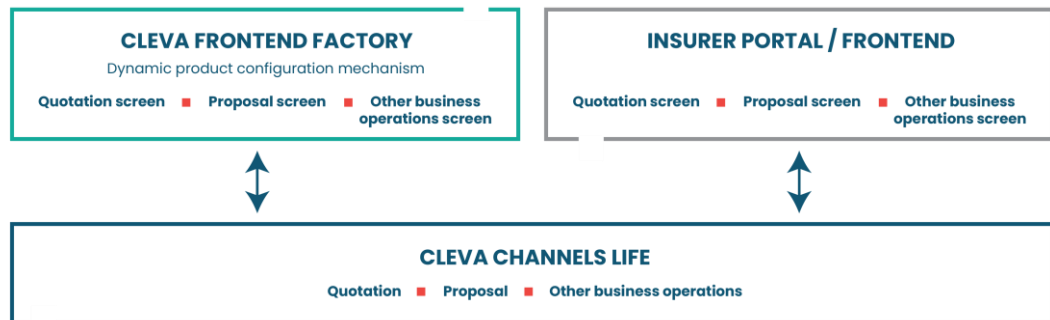 CLEVA FRONTEND FACTORY
Dynamic product configuration mechanism
Quotation screen ■ Proposal screen ■ Other business
operations screen
INSURER PORTAL / FRONTEND
Quotation screen ■ Proposal screen ■ Other business
operations screen
CLEVA CHANNELS LIFE
Quotation ■ Proposal ■ Other business operations